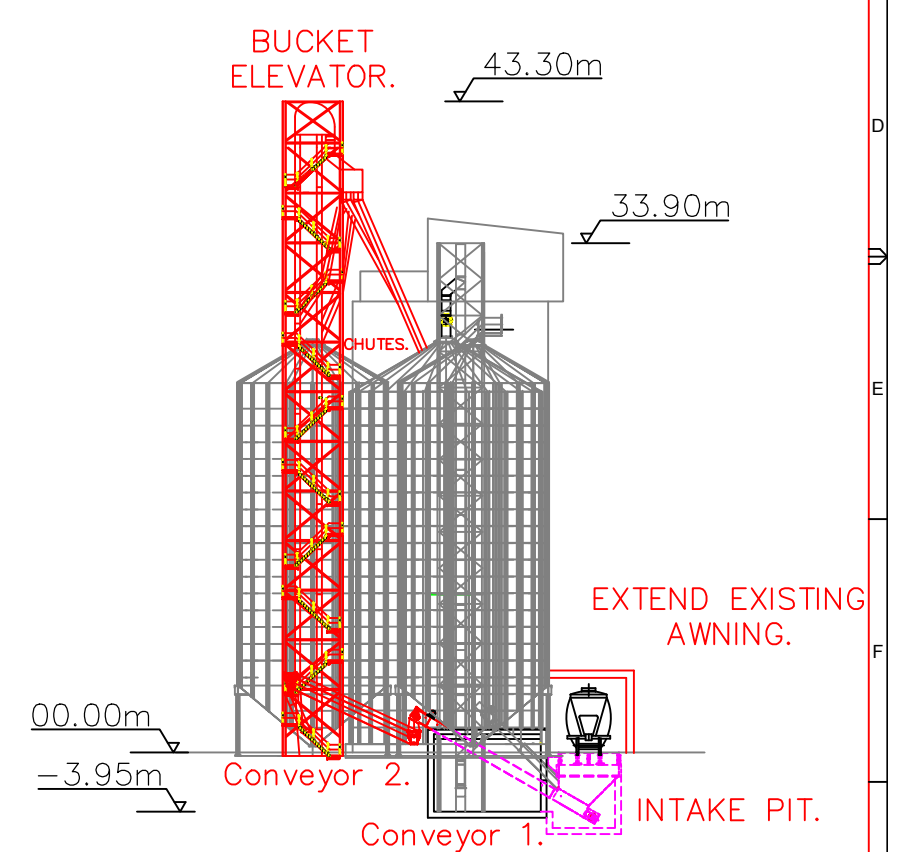 BUCKET
ELEVATOR.
43.30m
D
33.90m
CHUTES.
E
EXTEND EXISTING
AWNING.
F
00.00m
-3.95m
Conveyor 2.
INTAKE PIT.
Conveyor 1.